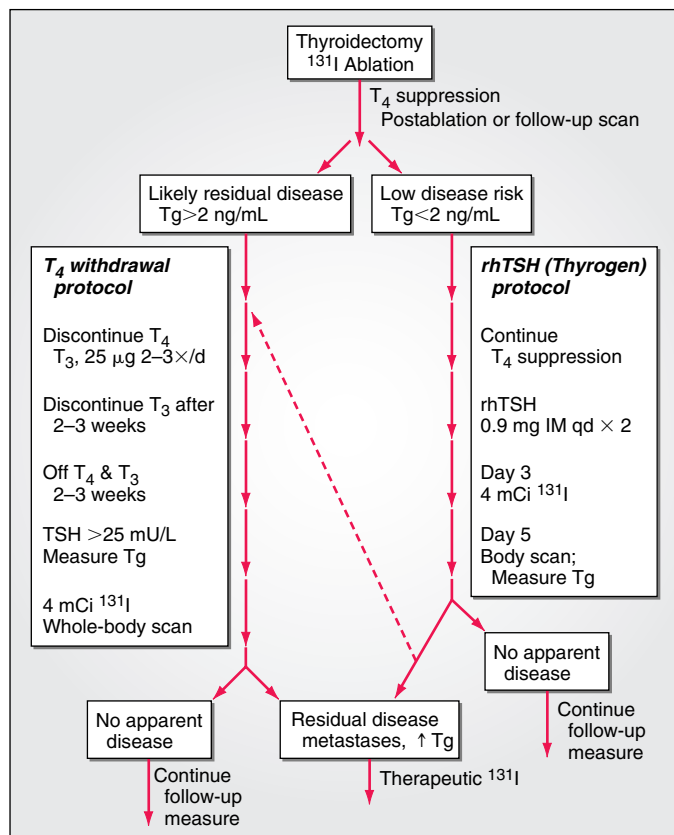 Thyroidectomy
¹³¹I Ablation
T₄ suppression
Postablation or follow-up scan
Likely residual disease
Tg>2 ng/mL
Low disease risk
Tg<2 ng/mL
T₄ withdrawal
protocol
Discontinue T₄
T₃, 25 μg 2–3×/d
Discontinue T₃ after
2–3 weeks
Off T₄ & T₃
2–3 weeks
TSH >25 mU/L
Measure Tg
4 mCi ¹³¹I
Whole-body scan
rhTSH (Thyrogen)
protocol
Continue
T₄ suppression
rhTSH
0.9 mg IM qd × 2
Day 3
4 mCi ¹³¹I
Day 5
Body scan;
Measure Tg
No apparent
disease
Continue
follow-up
measure
Residual disease
metastases, ↑ Tg
Therapeutic ¹³¹I
No apparent
disease
Continue
follow-up
measure